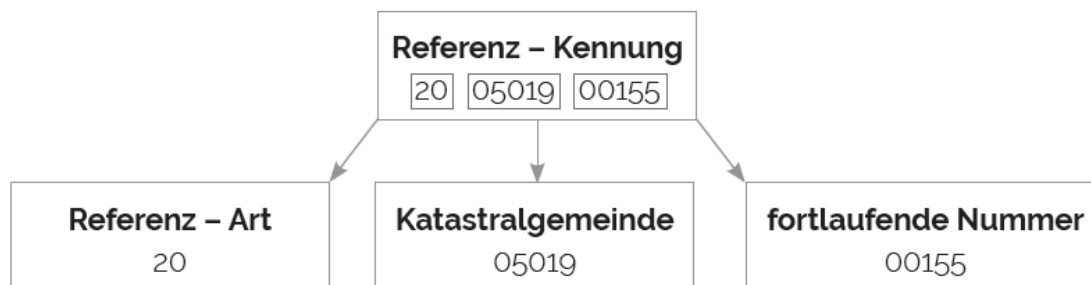 Referenz – Kennung
20 05019 00155
Referenz – Art
20
Katastralgemeinde
05019
fortlaufende Nummer
00155